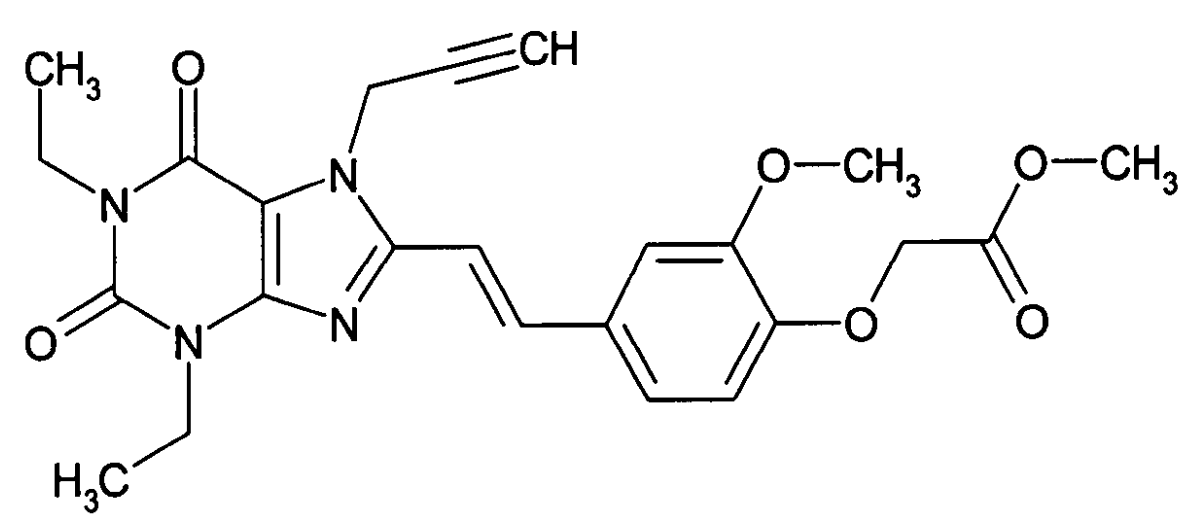 CH
CH₃ O
N O—CH₃ O—CH₃
N
O N N O O
H₃C